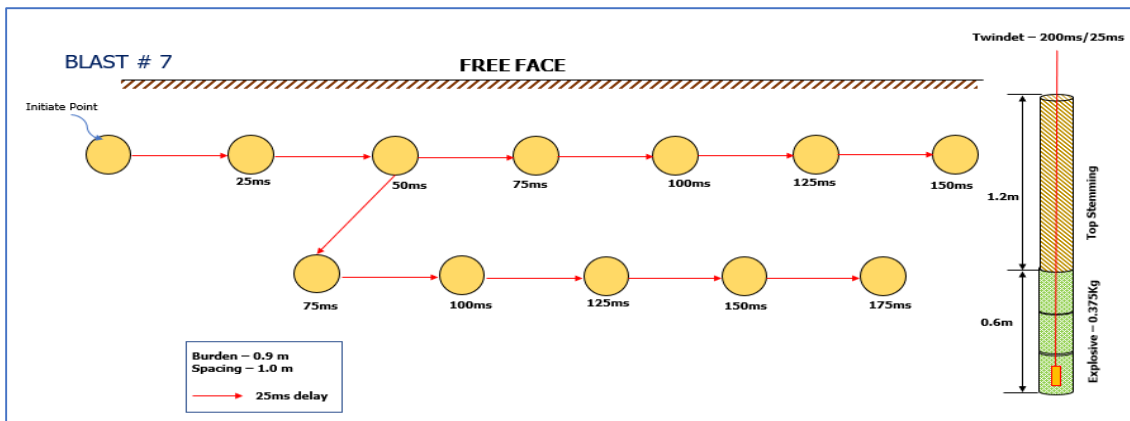 Twindet – 200ms/25ms
BLAST # 7
FREE FACE
Initiate Point
25ms
50ms
75ms
100ms
125ms
150ms
1.2m
Top Stemming
75ms
100ms
125ms
150ms
175ms
0.6m
Explosive – 0.375Kg
Burden – 0.9 m
Spacing – 1.0 m
25ms delay